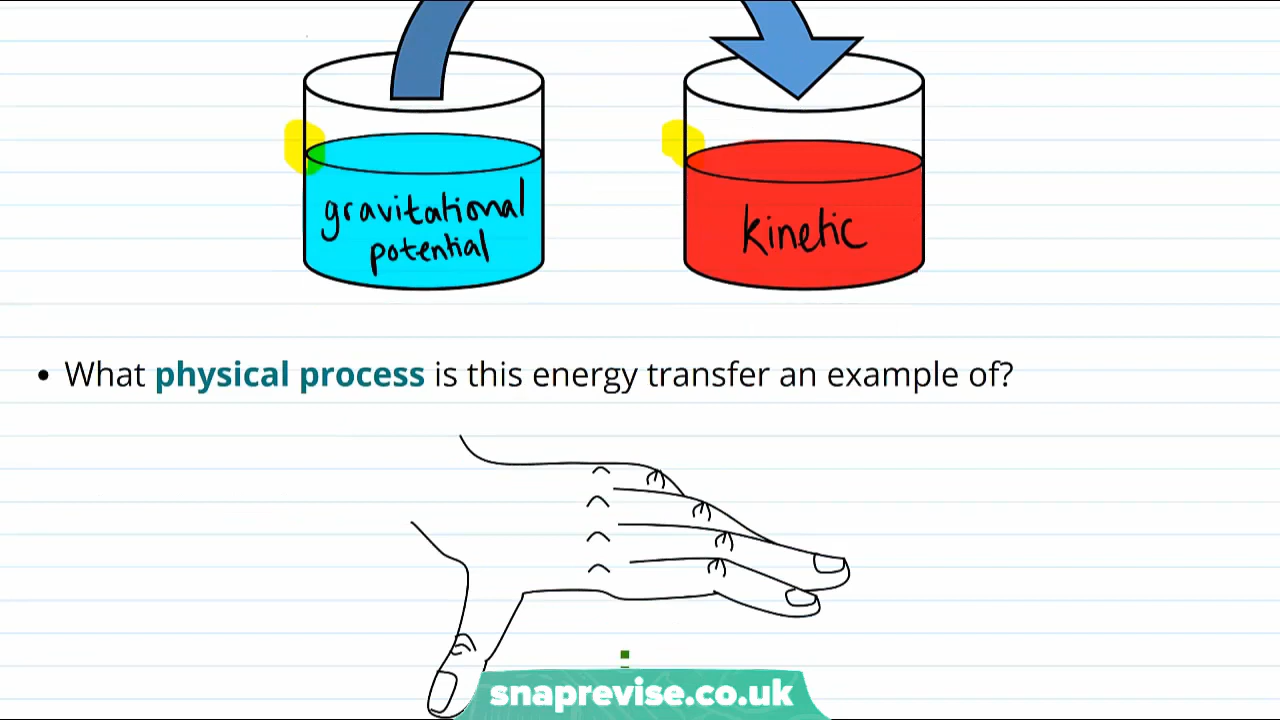 gravitational
potential
kinetic
• What physical process is this energy transfer an example of?
snaprevise.co.uk